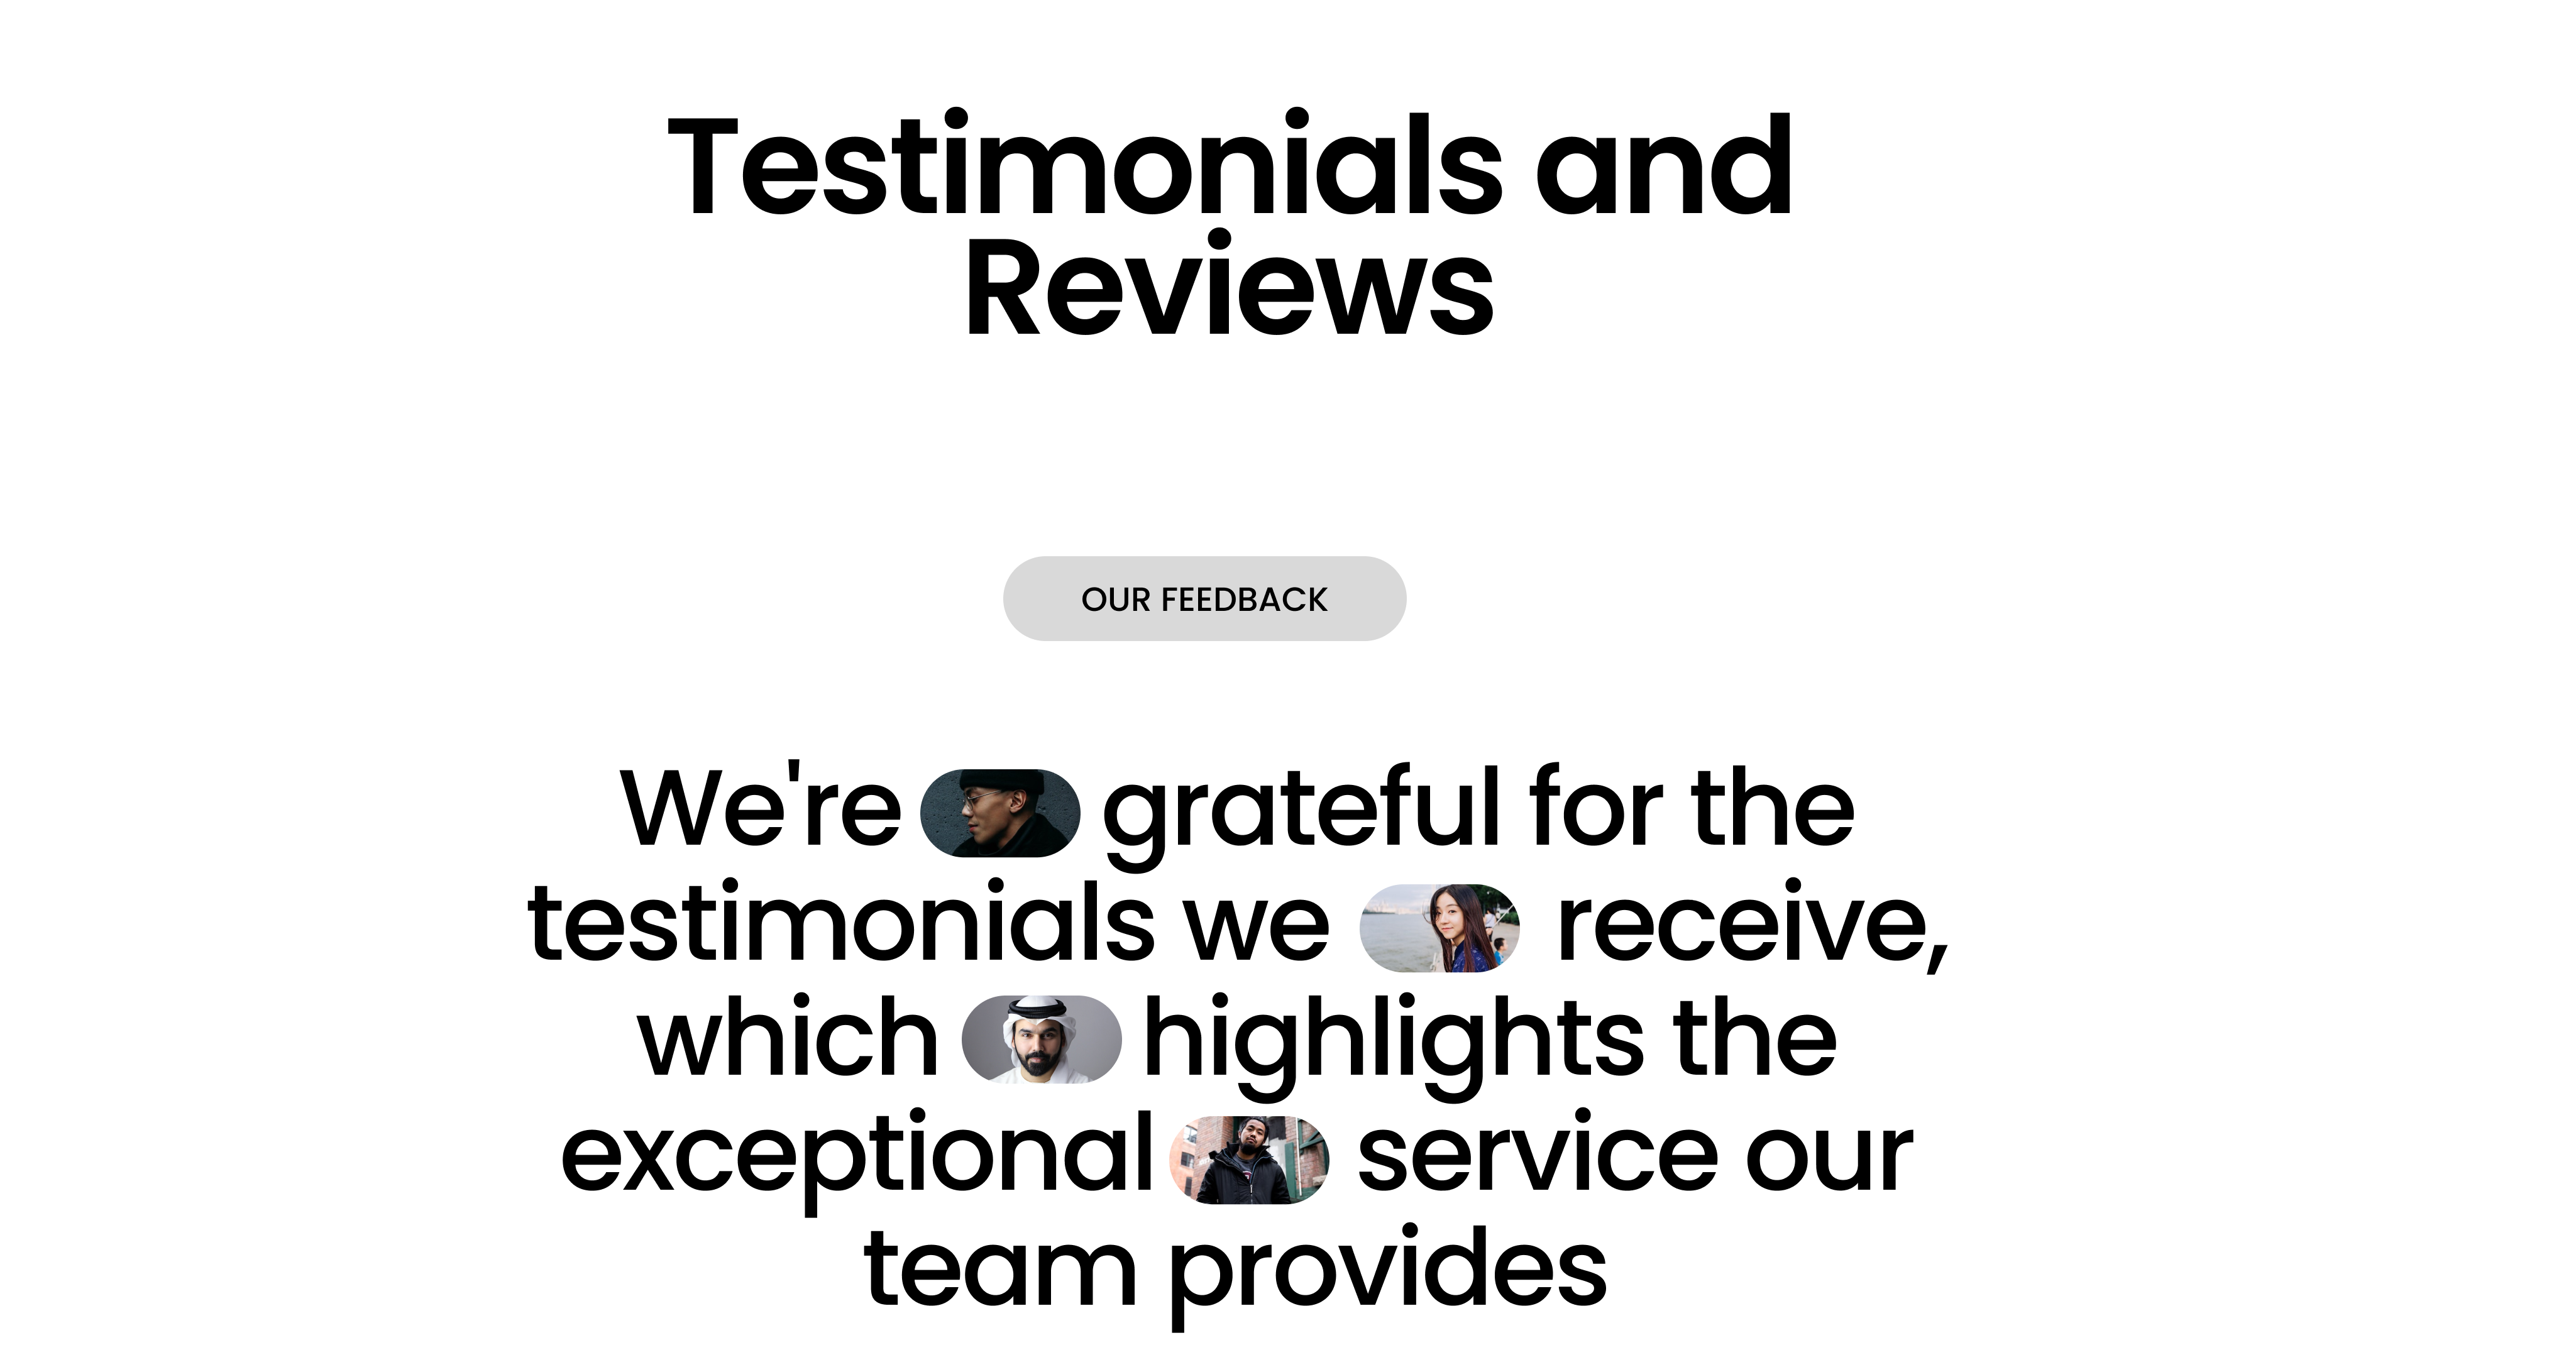 Testimonials and
Reviews
OUR FEEDBACK
We're grateful for the
testimonials we receive,
which highlights the
exceptional service our
team provides